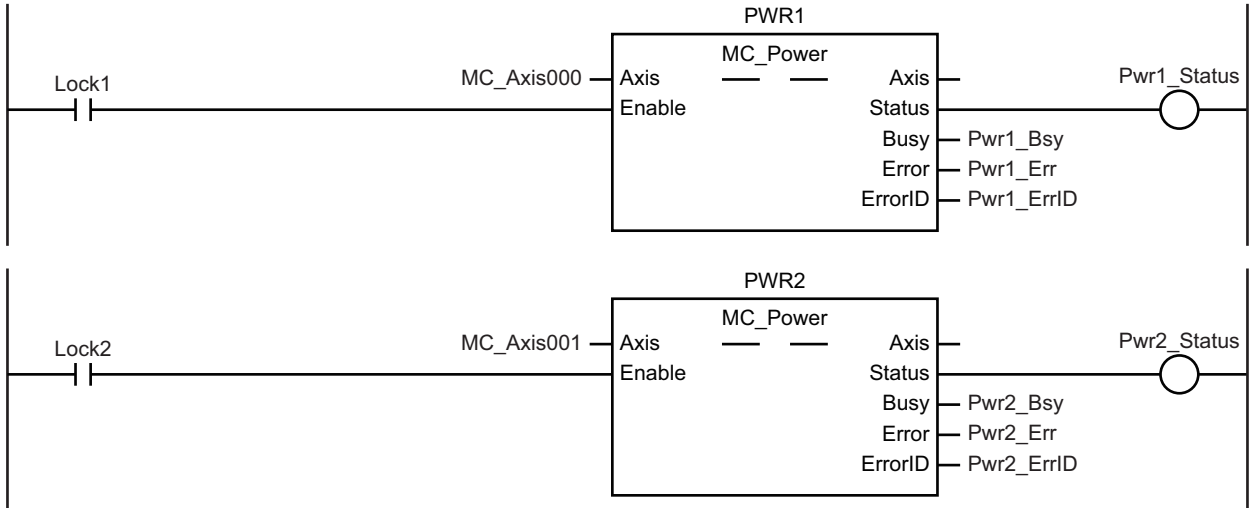 PWR1
MC_Power
Lock1
MC_Axis000
Axis
Axis
Pwr1_Status
Enable
Status
Busy
Pwr1_Bsy
Error
Pwr1_Err
ErrorID
Pwr1_ErrID
PWR2
MC_Power
Lock2
MC_Axis001
Axis
Axis
Pwr2_Status
Enable
Status
Busy
Pwr2_Bsy
Error
Pwr2_Err
ErrorID
Pwr2_ErrID